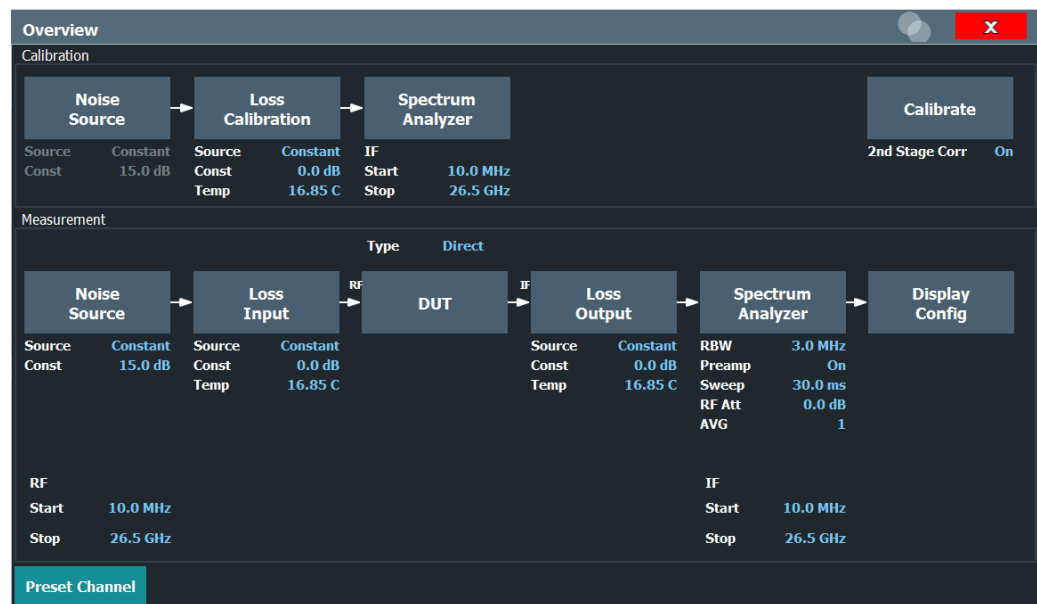 Overview
X
Calibration
Noise Source
Loss Calibration
Spectrum Analyzer
Calibrate
Source Constant
Const 15.0 dB
Source Constant
Const 0.0 dB
Temp 16.85 C
IF
Start 10.0 MHz
Stop 26.5 GHz
2nd Stage Corr On
Measurement
Type Direct
Noise Source
Loss Input
RF
DUT
IF
Loss Output
Spectrum Analyzer
Display Config
Source Constant
Const 15.0 dB
Source Constant
Const 0.0 dB
Temp 16.85 C
Source Constant
Const 0.0 dB
Temp 16.85 C
RBW 3.0 MHz
Preamp On
Sweep 30.0 ms
RF Att 0.0 dB
AVG 1
RF
Start 10.0 MHz
Stop 26.5 GHz
IF
Start 10.0 MHz
Stop 26.5 GHz
Preset Channel